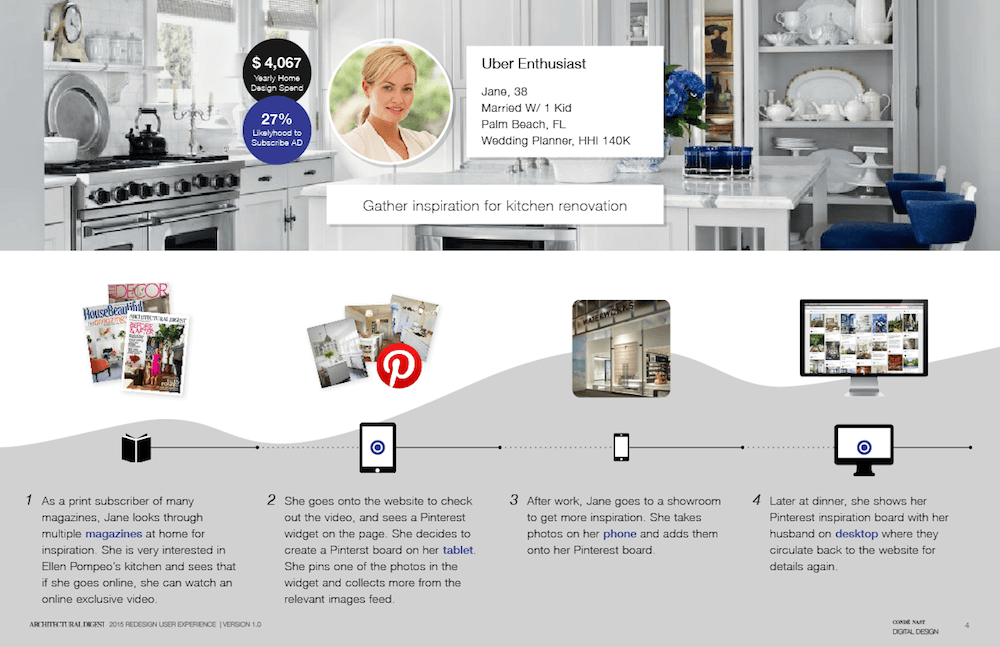 $ 4,067
Yearly Home
Design Spend
27%
Likelyhood to
Subscribe AD
Uber Enthusiast
Jane, 38
Married W/ 1 Kid
Palm Beach, FL
Wedding Planner, HHI 140K
Gather inspiration for kitchen renovation
DECOR
HouseBeautiful
ARCHITECTURAL DIGEST
BEFORE
& AFTER
WATERWORKS
1 As a print subscriber of many
magazines, Jane looks through
multiple magazines at home for
inspiration. She is very interested in
Ellen Pompeo's kitchen and sees that
if she goes online, she can watch an
online exclusive video.
2 She goes onto the website to check
out the video, and sees a Pinterest
widget on the page. She decides to
create a Pinterst board on her tablet.
She pins one of the photos in the
widget and collects more from the
relevant images feed.
3 After work, Jane goes to a showroom
to get more inspiration. She takes
photos on her phone and adds them
onto her Pinterest board.
4 Later at dinner, she shows her
Pinterest inspiration board with her
husband on desktop where they
circulate back to the website for
details again.
ARCHITECTURAL DIGEST 2015 REDESIGN USER EXPERIENCE | VERSION 1.0
CONDÉ NAST
DIGITAL DESIGN
4